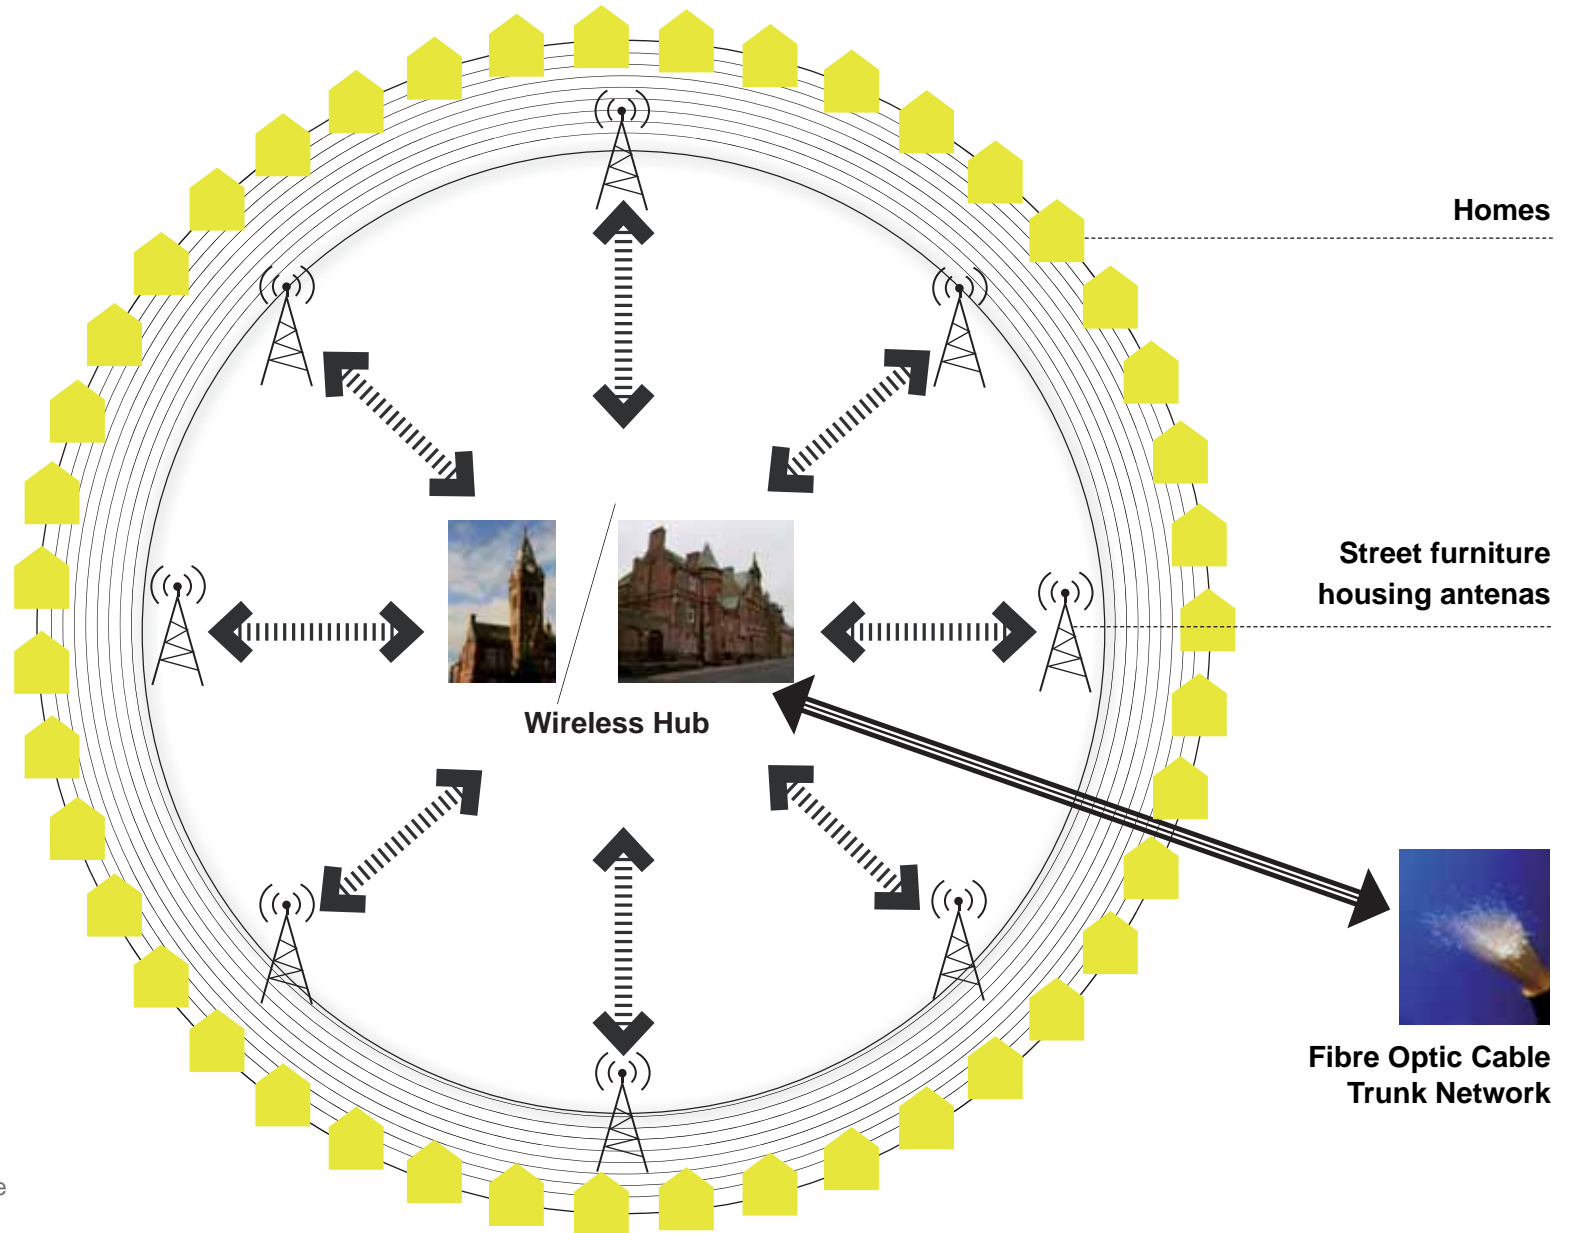 Homes
Street furniture
housing antenas
Wireless Hub
Fibre Optic Cable
Trunk Network
e